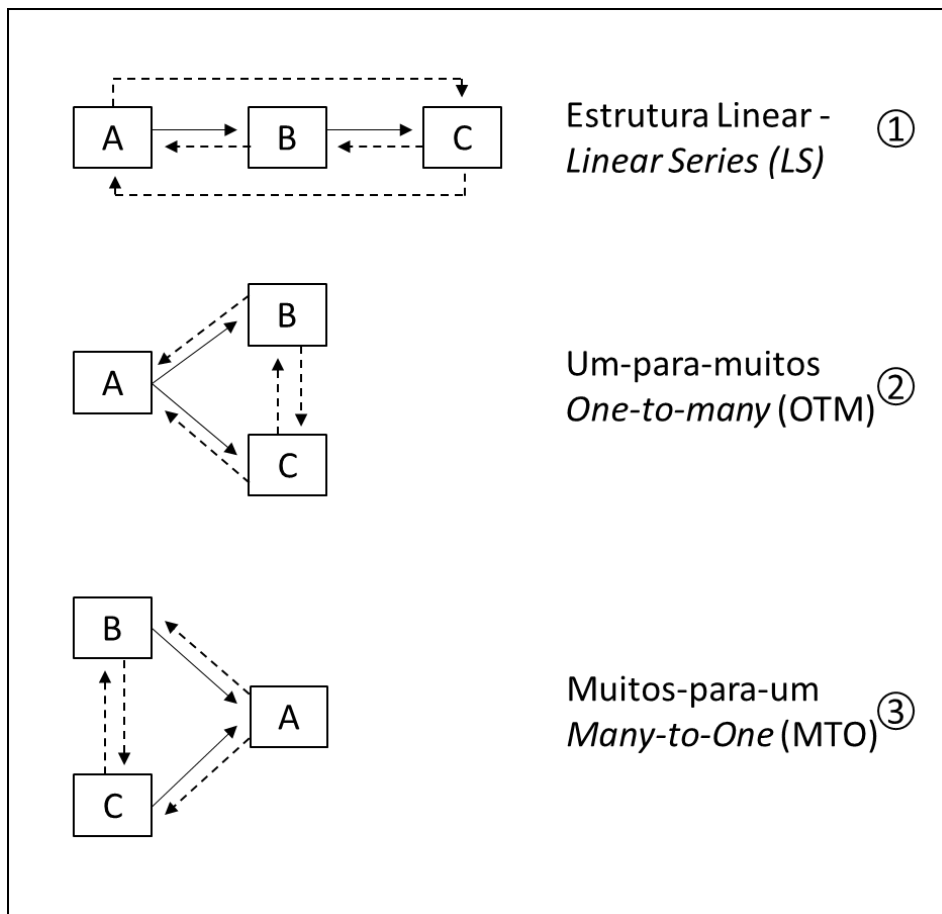 A B C
Estrutura Linear -
Linear Series (LS)
①
A
B
C
Um-para-muitos
One-to-many (OTM)
②
B
C
A
Muitos-para-um
Many-to-One (MTO)
③